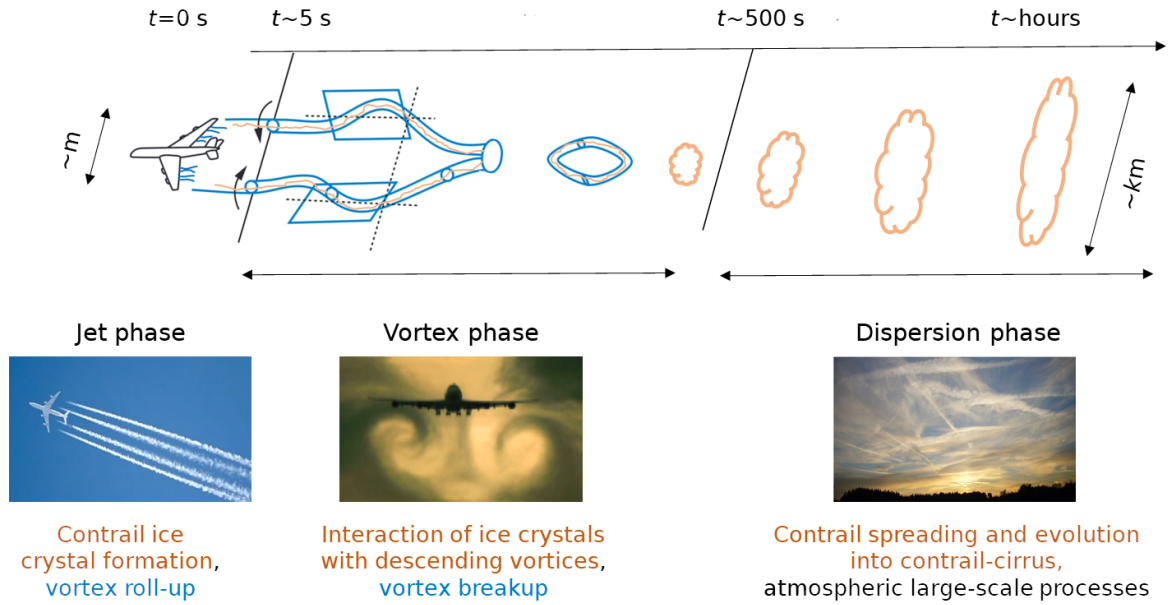 t=0 s
t~5 s
t~500 s
t~hours
~m
~km
Jet phase
Vortex phase
Dispersion phase
Contrail ice
crystal formation,
vortex roll-up
Interaction of ice crystals
with descending vortices,
vortex breakup
Contrail spreading and evolution
into contrail-cirrus,
atmospheric large-scale processes